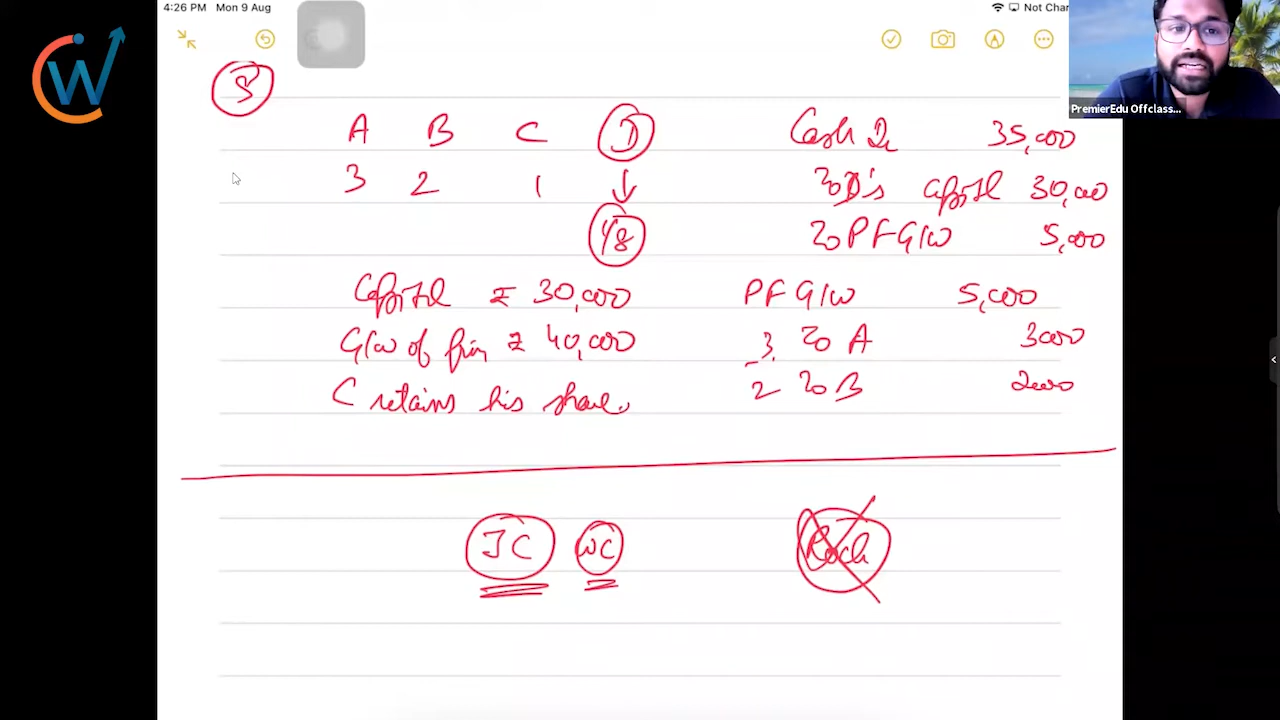 4:26 PM Mon 9 Aug
Not Char
PremierEdu Offclass...
W
8
A B C D
3 2 1
1/8
Capital ₹ 30,000
G/w of firm ₹ 40,000
C retains his share.
Cash Dr 35,000
To D's capital 30,000
To P F G/W 5,000
PF G/W 5,000
3 To A 3000
2 To B 2000
JC WC
Rock